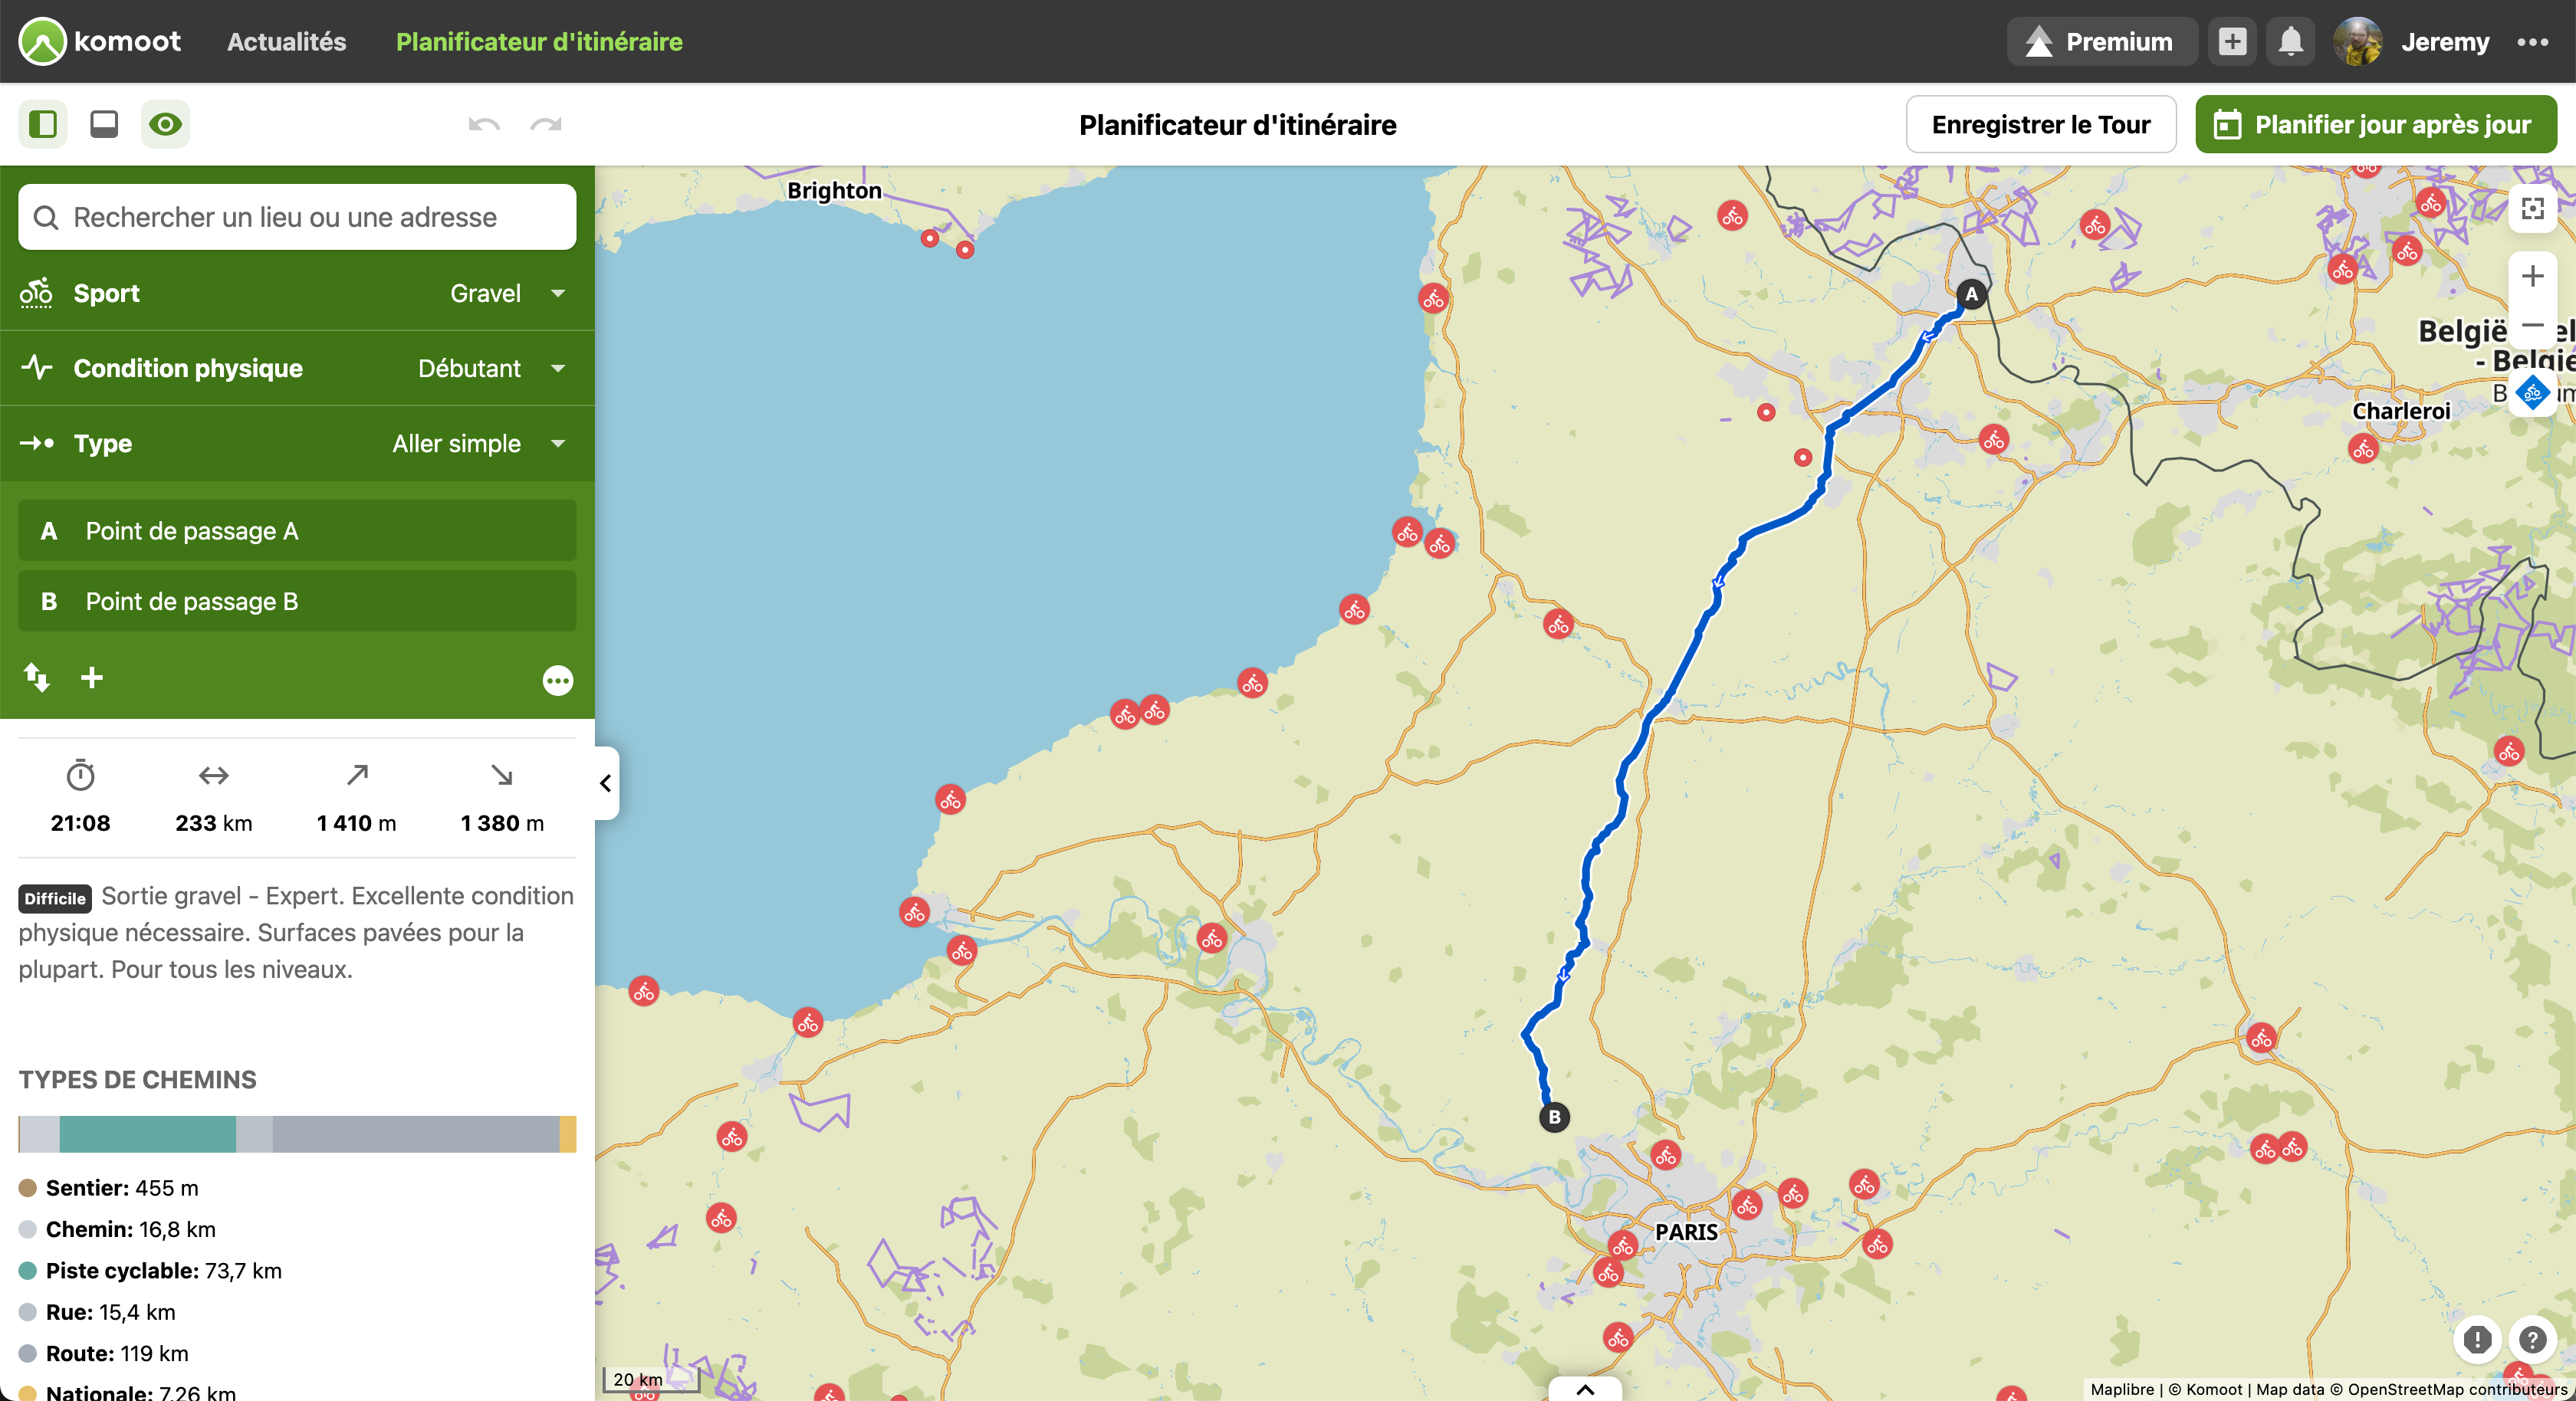 komoot
Actualités
Planificateur d'itinéraire
Premium
Jeremy
Planificateur d'itinéraire
Enregistrer le Tour
Planifier jour après jour
Rechercher un lieu ou une adresse
Sport
Gravel
Condition physique
Débutant
Type
Aller simple
A Point de passage A
B Point de passage B
21:08
233 km
1 410 m
1 380 m
Difficile Sortie gravel - Expert. Excellente condition
physique nécessaire. Surfaces pavées pour la
plupart. Pour tous les niveaux.
TYPES DE CHEMINS
Sentier: 455 m
Chemin: 16,8 km
Piste cyclable: 73,7 km
Rue: 15,4 km
Route: 119 km
Nationale: 7,26 km
Brighton
A
België
- Belgie
Charleroi
B
PARIS
20 km
Maplibre | © Komoot | Map data © OpenStreetMap contributeurs